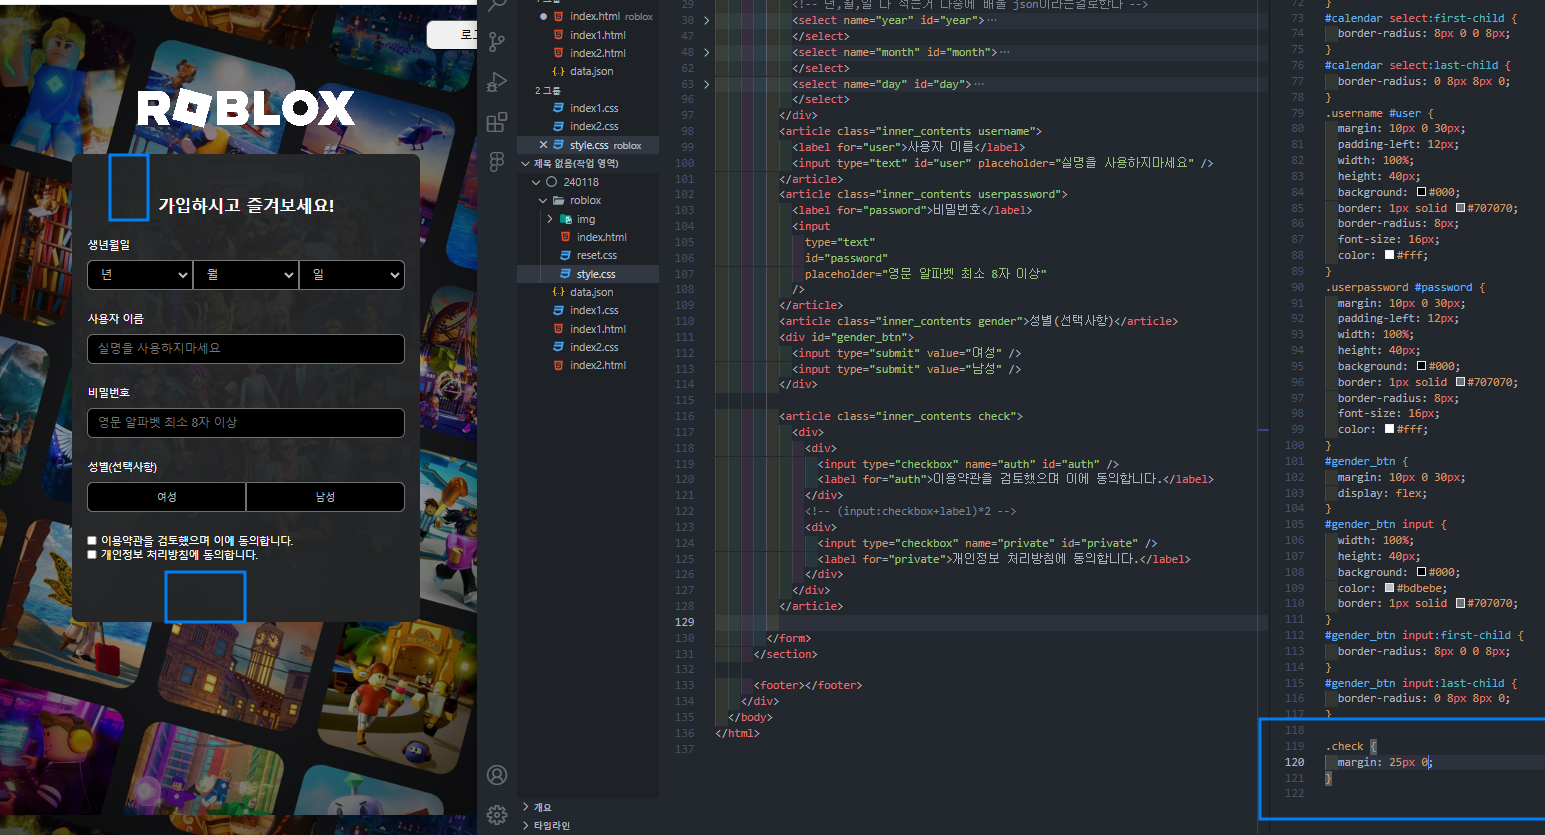 로그
ROBLOX
가입하시고 즐겨보세요!
생년월일
년 월 일
사용자 이름
실명을 사용하지마세요
비밀번호
영문 알파벳 최소 8자 이상
성별(선택사항)
여성 남성
이용약관을 검토했으며 이에 동의합니다.
개인정보 처리방침에 동의합니다.
index.html roblox
index1.html
index2.html
data.json
2 그룹
index1.css
index2.css
style.css roblox
제목 없음(작업 영역)
240118
roblox
img
index.html
reset.css
style.css
data.json
index1.css
index1.html
index2.css
index2.html
개요
타임라인
29 <!-- 년,월,일 다 적는거 나중에 배울 json이라는걸로한다 -->
30 <select name="year" id="year">…
47 </select>
48 <select name="month" id="month">…
62 </select>
63 <select name="day" id="day">…
96 </select>
97 </div>
98 <article class="inner_contents username">
99 <label for="user">사용자 이름</label>
100 <input type="text" id="user" placeholder="실명을 사용하지마세요" />
101 </article>
102 <article class="inner_contents userpassword">
103 <label for="password">비밀번호</label>
104 <input
105 type="text"
106 id="password"
107 placeholder="영문 알파벳 최소 8자 이상"
108 />
109 </article>
110 <article class="inner_contents gender">성별(선택사항)</article>
111 <div id="gender_btn">
112 <input type="submit" value="여성" />
113 <input type="submit" value="남성" />
114 </div>
115
116 <article class="inner_contents check">
117 <div>
118 <div>
119 <input type="checkbox" name="auth" id="auth" />
120 <label for="auth">이용약관을 검토했으며 이에 동의합니다.</label>
121 </div>
122 <!-- (input:checkbox+label)*2 -->
123 <div>
124 <input type="checkbox" name="private" id="private" />
125 <label for="private">개인정보 처리방침에 동의합니다.</label>
126 </div>
127 </div>
128 </article>
129
130 </form>
131 </section>
132
133 <footer></footer>
134 </div>
135 </body>
136 </html>
137
72 }
73 #calendar select:first-child {
74 border-radius: 8px 0 0 8px;
75 }
76 #calendar select:last-child {
77 border-radius: 0 8px 8px 0;
78 }
79 .username #user {
80 margin: 10px 0 30px;
81 padding-left: 12px;
82 width: 100%;
83 height: 40px;
84 background: #000;
85 border: 1px solid #707070;
86 border-radius: 8px;
87 font-size: 16px;
88 color: #fff;
89 }
90 .userpassword #password {
91 margin: 10px 0 30px;
92 padding-left: 12px;
93 width: 100%;
94 height: 40px;
95 background: #000;
96 border: 1px solid #707070;
97 border-radius: 8px;
98 font-size: 16px;
99 color: #fff;
100 }
101 #gender_btn {
102 margin: 10px 0 30px;
103 display: flex;
104 }
105 #gender_btn input {
106 width: 100%;
107 height: 40px;
108 background: #000;
109 color: #bdbebe;
110 border: 1px solid #707070;
111 }
112 #gender_btn input:first-child {
113 border-radius: 8px 0 0 8px;
114 }
115 #gender_btn input:last-child {
116 border-radius: 0 8px 8px 0;
117 }
118
119 .check {
120 margin: 25px 0;
121 }
122